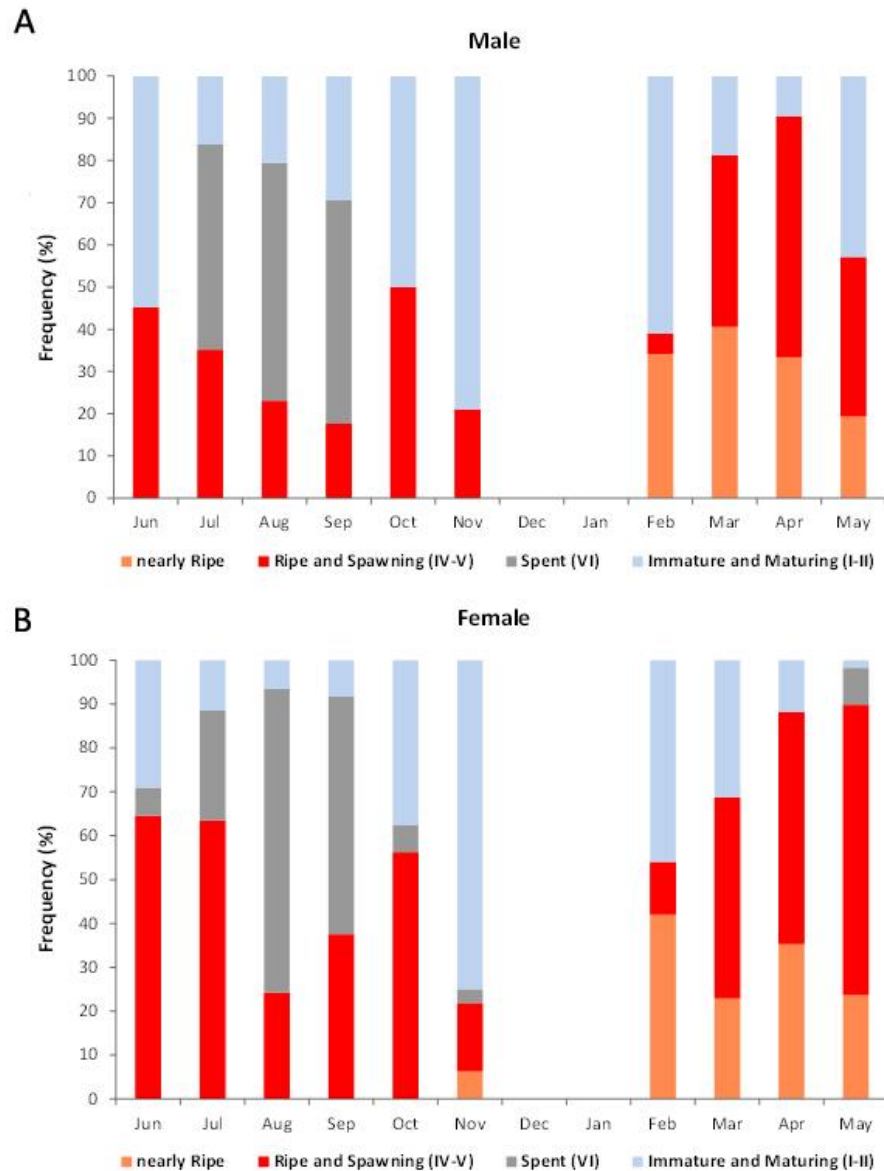 A
Male
100
90
80
70
60
50
40
30
20
10
0
Frequency (%)
Jun Jul Aug Sep Oct Nov Dec Jan Feb Mar Apr May
nearly Ripe Ripe and Spawning (IV-V) Spent (VI) Immature and Maturing (I-II)
B
Female
100
90
80
70
60
50
40
30
20
10
0
Frequency (%)
Jun Jul Aug Sep Oct Nov Dec Jan Feb Mar Apr May
nearly Ripe Ripe and Spawning (IV-V) Spent (VI) Immature and Maturing (I-II)